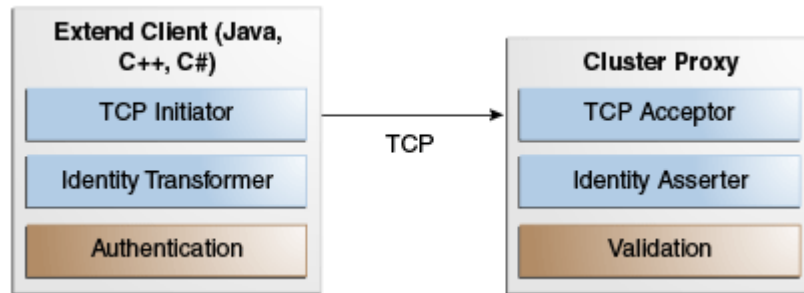 Extend Client (Java,
C++, C#)
TCP Initiator
Identity Transformer
Authentication
TCP
Cluster Proxy
TCP Acceptor
Identity Asserter
Validation